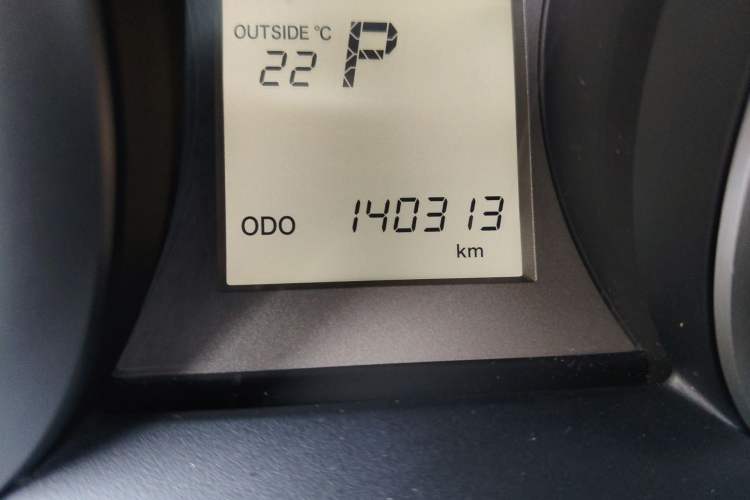 OUTSIDE °C P
22
ODO 140313
km